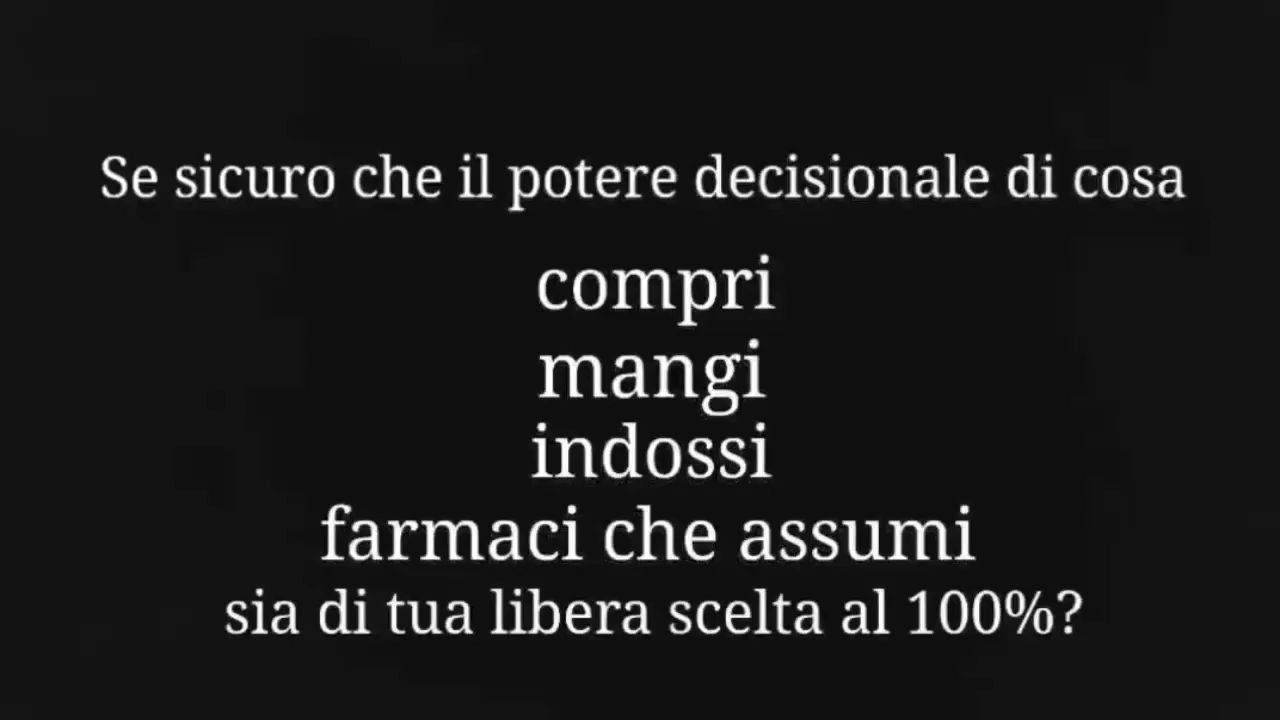 Se sicuro che il potere decisionale di cosa
compri
mangi
indossi
farmaci che assumi
sia di tua libera scelta al 100%?